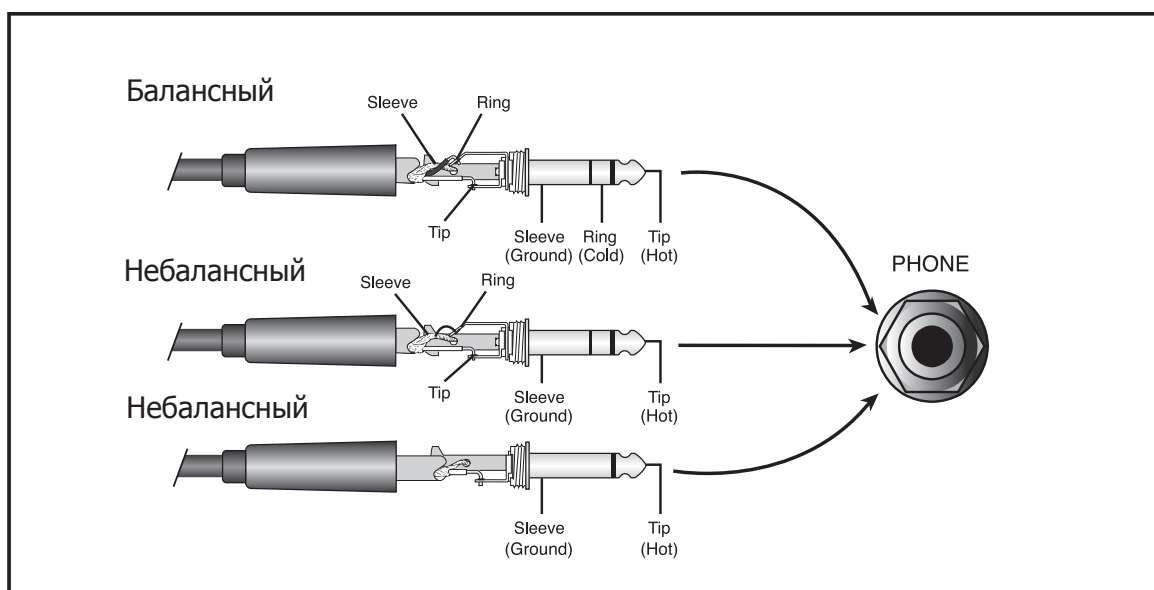 Балансный
Sleeve Ring
Tip
Sleeve Ring Tip
(Ground) (Cold) (Hot)
PHONE
Небалансный
Sleeve Ring
Tip
Sleeve Tip
(Ground) (Hot)
Небалансный
Sleeve Tip
(Ground) (Hot)